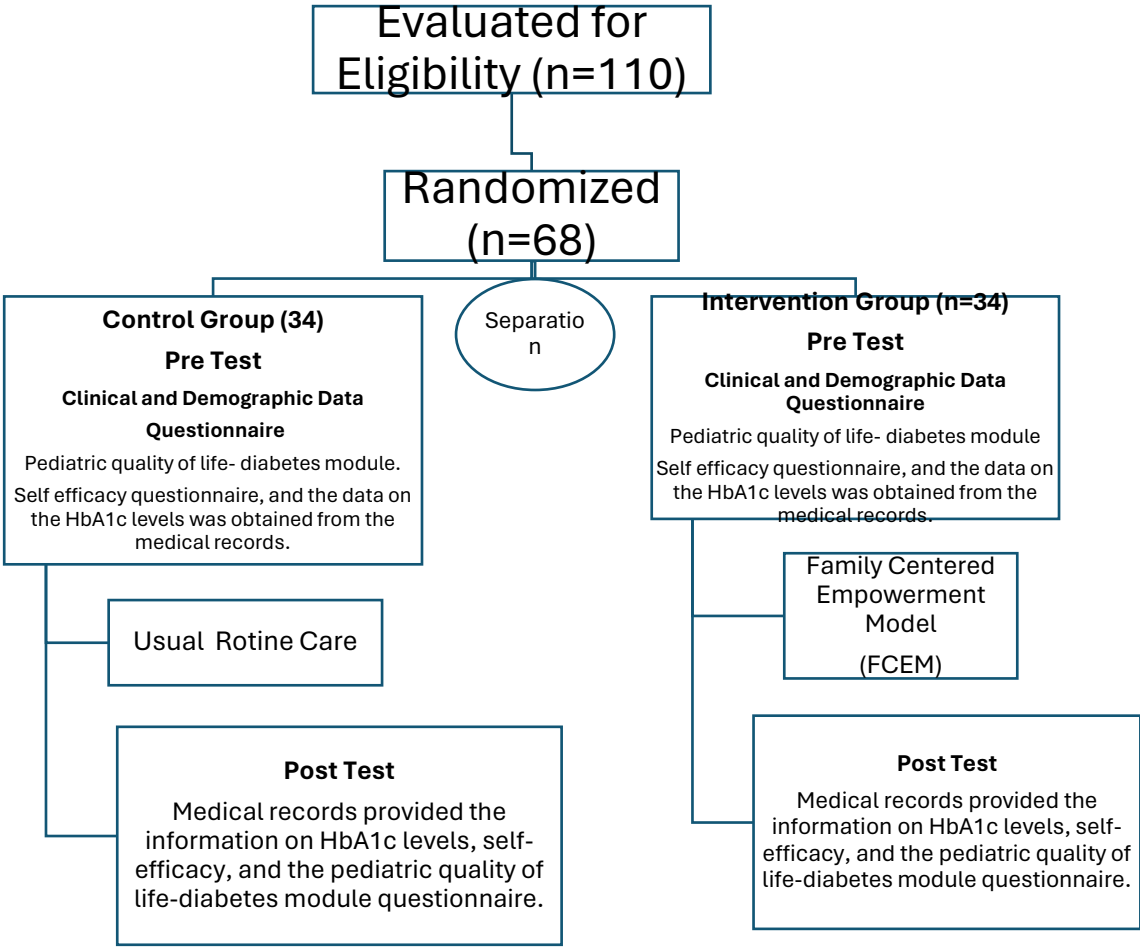 Evaluated for
Eligibility (n=110)
Randomized
(n=68)
Control Group (34)
Pre Test
Clinical and Demographic Data
Questionnaire
Pediatric quality of life- diabetes module.
Self efficacy questionnaire, and the data on
the HbA1c levels was obtained from the
medical records.
Separatio
n
Intervention Group (n=34)
Pre Test
Clinical and Demographic Data
Questionnaire
Pediatric quality of life- diabetes module
Self efficacy questionnaire, and the data on
the HbA1c levels was obtained from the
medical records.
Usual Rotine Care
Family Centered
Empowerment
Model
(FCEM)
Post Test
Medical records provided the
information on HbA1c levels, self-
efficacy, and the pediatric quality of
life-diabetes module questionnaire.
Post Test
Medical records provided the
information on HbA1c levels, self-
efficacy, and the pediatric quality of
life-diabetes module questionnaire.